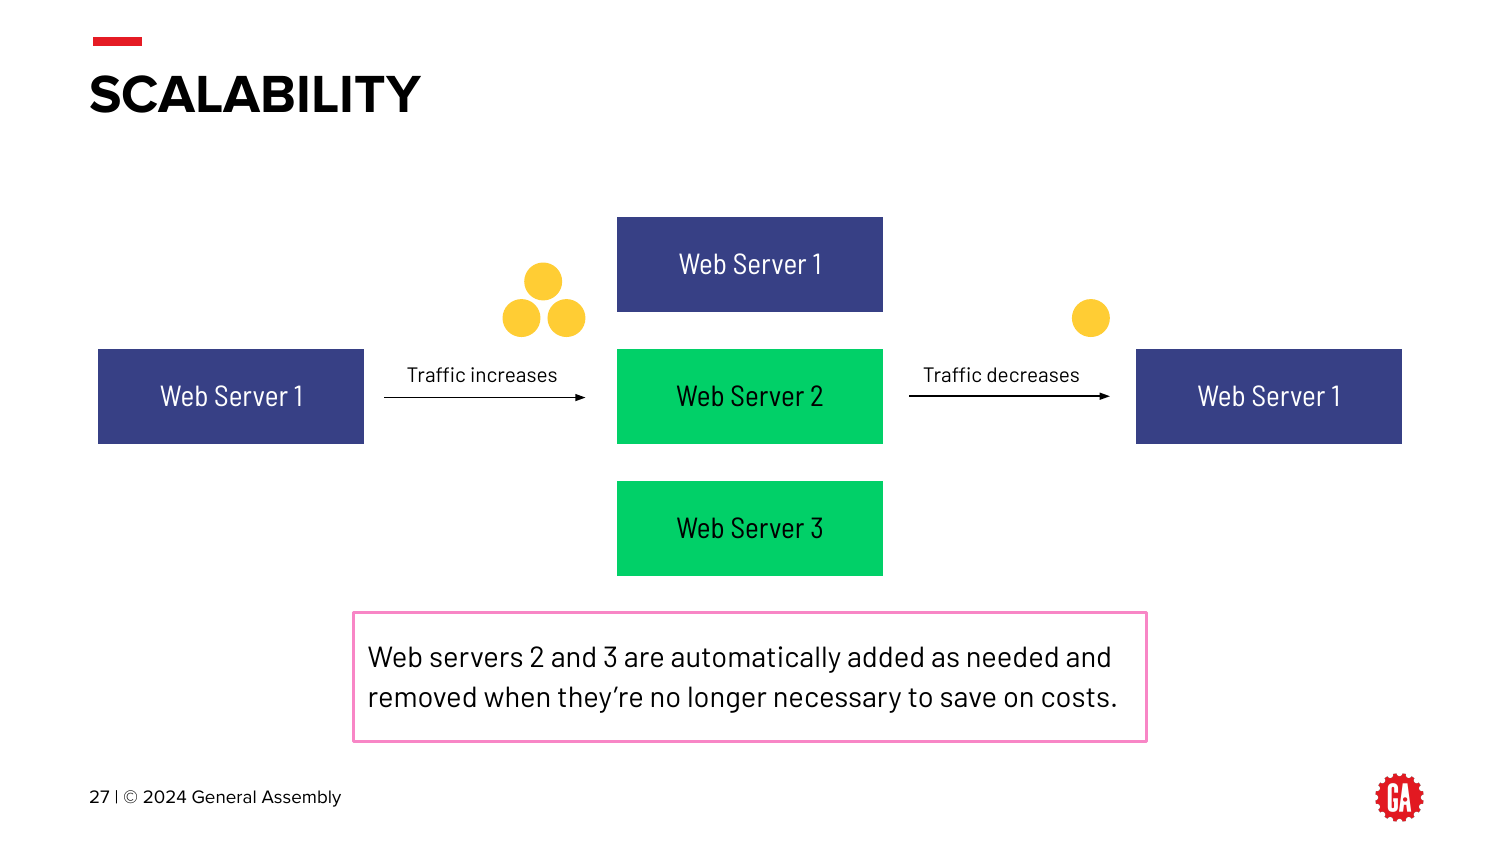 SCALABILITY
Web Server 1
Traffic increases
Web Server 1
Web Server 2
Web Server 3
Traffic decreases
Web Server 1
Web servers 2 and 3 are automatically added as needed and
removed when they’re no longer necessary to save on costs.
27 | © 2024 General Assembly
GA